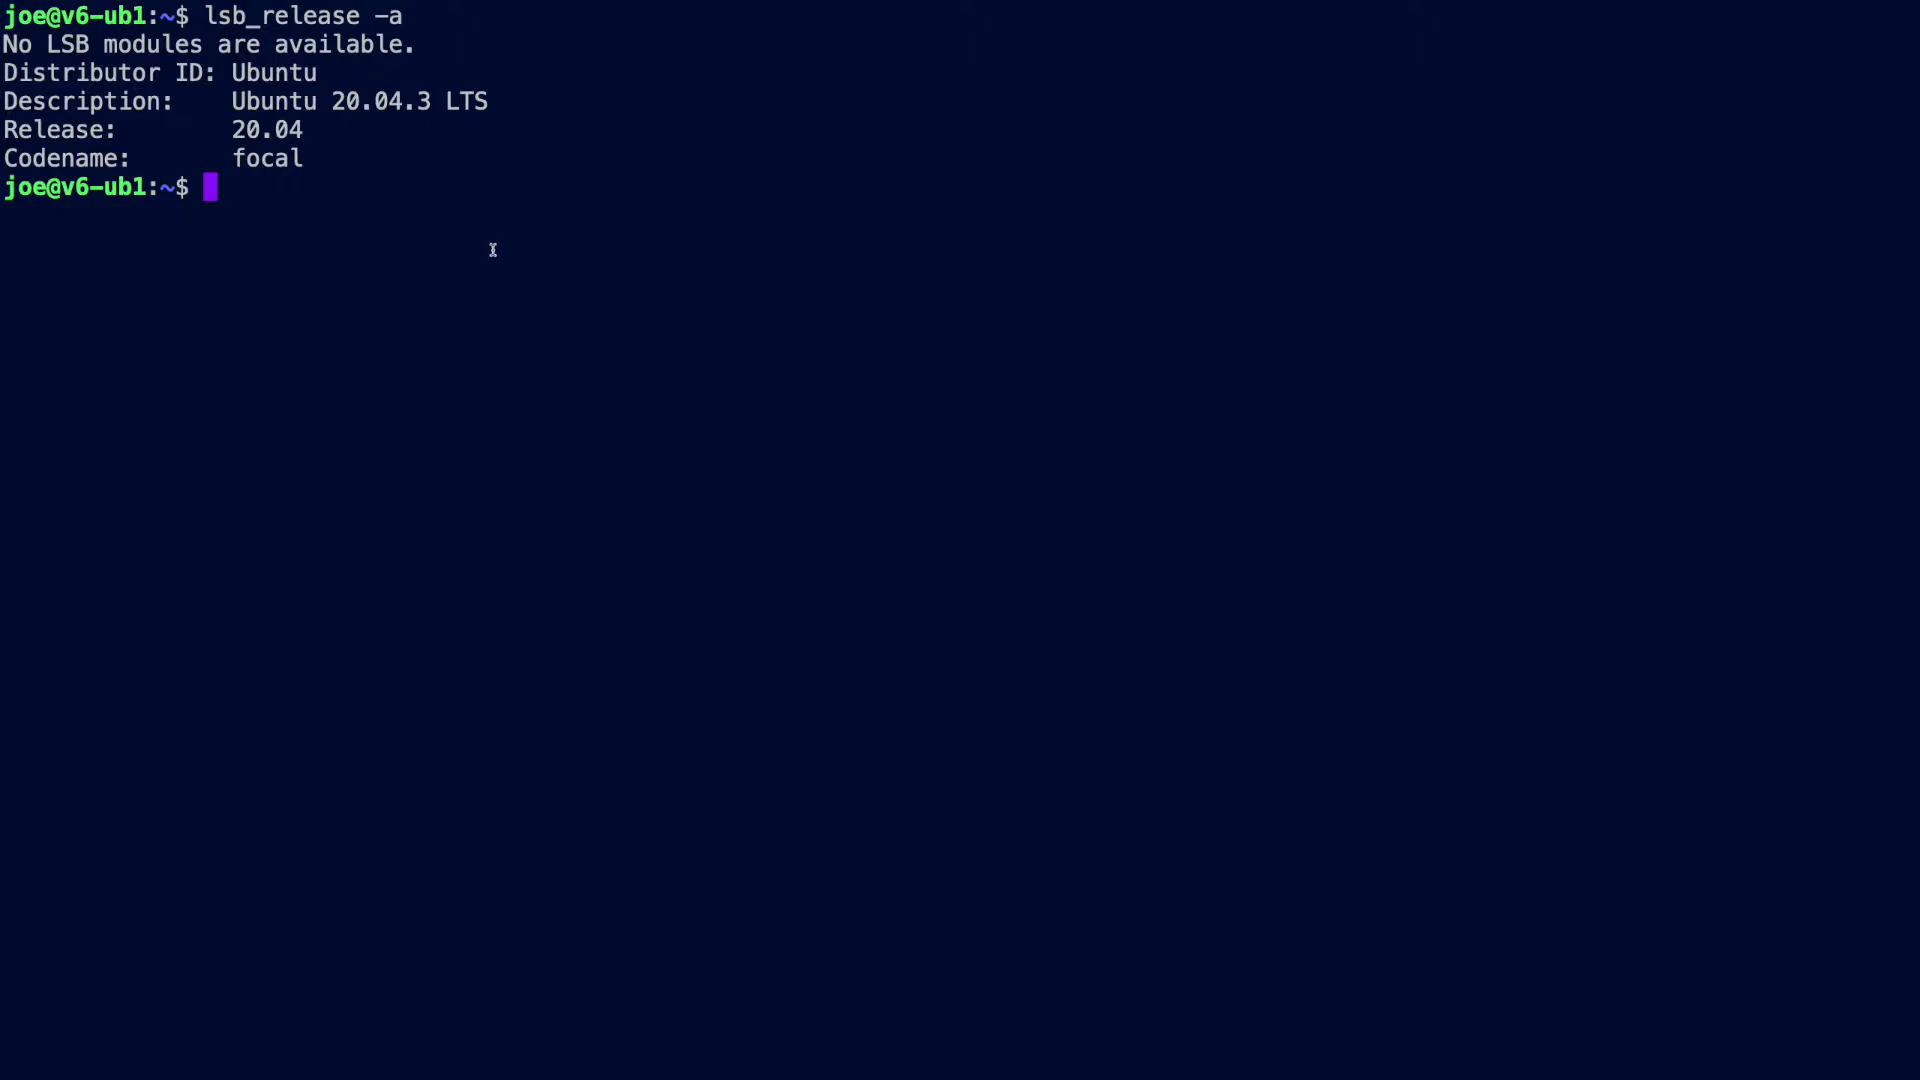 joe@v6-ub1:~$ lsb_release -a
No LSB modules are available.
Distributor ID: Ubuntu
Description:    Ubuntu 20.04.3 LTS
Release:        20.04
Codename:       focal
joe@v6-ub1:~$